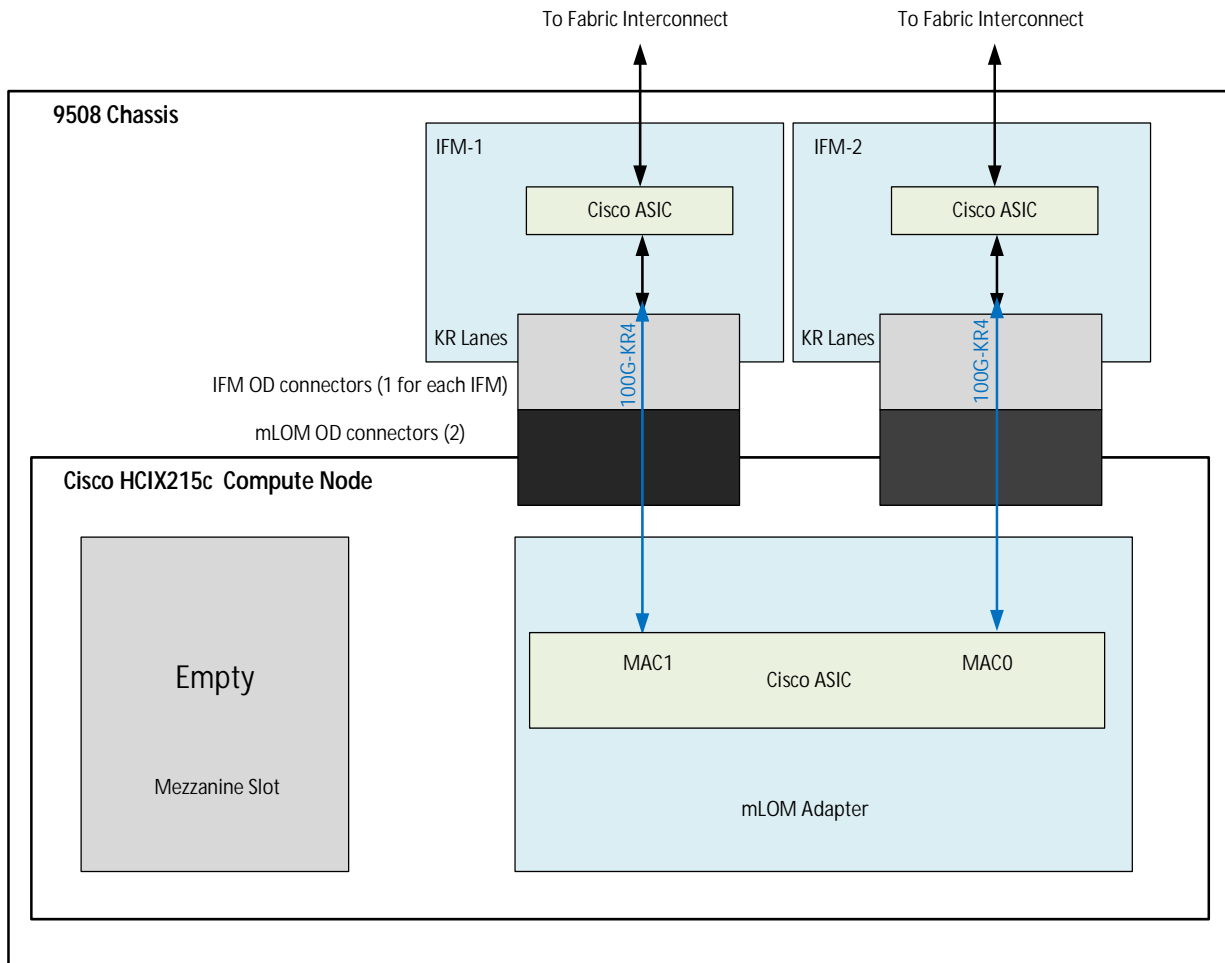 To Fabric Interconnect
To Fabric Interconnect
9508 Chassis
IFM-1
IFM-2
Cisco ASIC
Cisco ASIC
KR Lanes
100G-KR4
KR Lanes
100G-KR4
IFM OD connectors (1 for each IFM)
mLOM OD connectors (2)
Cisco HCIX215c Compute Node
Empty
Mezzanine Slot
MAC1
MAC0
Cisco ASIC
mLOM Adapter